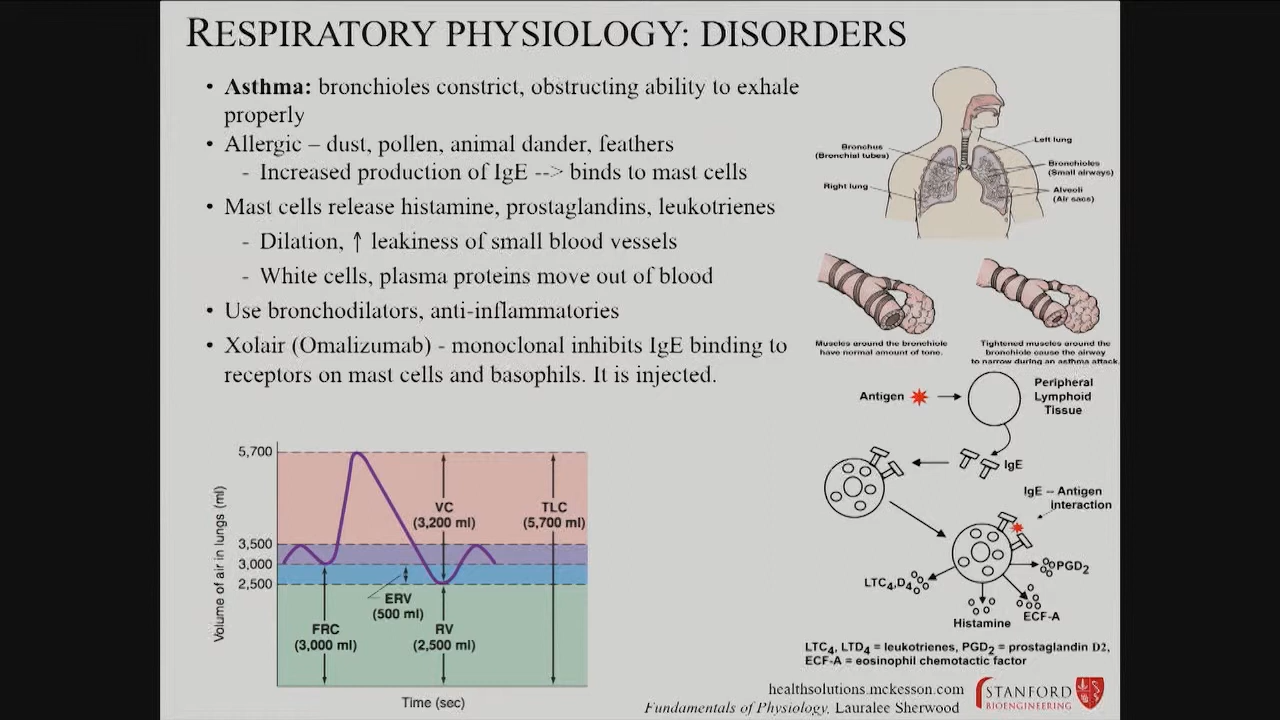 RESPIRATORY PHYSIOLOGY: DISORDERS
• Asthma: bronchioles constrict, obstructing ability to exhale
properly
• Allergic – dust, pollen, animal dander, feathers
- Increased production of IgE --> binds to mast cells
• Mast cells release histamine, prostaglandins, leukotrienes
- Dilation, ↑ leakiness of small blood vessels
- White cells, plasma proteins move out of blood
• Use bronchodilators, anti-inflammatories
• Xolair (Omalizumab) - monoclonal inhibits IgE binding to
receptors on mast cells and basophils. It is injected.
Bronchus
(Bronchial tubes)
Right lung
Left lung
Bronchioles
(Small airways)
Alveoli
(Air sacs)
Muscles around the bronchiole
have normal amount of tone.
Tightened muscles around the
bronchiole cause the airway
to narrow during an asthma attack.
Antigen
Peripheral
Lymphoid
Tissue
IgE
IgE – Antigen
Interaction
LTC4,D4
PGD2
Histamine
ECF-A
LTC4, LTD4 = leukotrienes, PGD2 = prostaglandin D2,
ECF-A = eosinophil chemotactic factor
Volume of air in lungs (ml)
5,700
3,500
3,000
2,500
VC
(3,200 ml)
TLC
(5,700 ml)
ERV
(500 ml)
FRC
(3,000 ml)
RV
(2,500 ml)
Time (sec)
healthsolutions.mckesson.com
Fundamentals of Physiology, Lauralee Sherwood
STANFORD
BIOENGINEERING